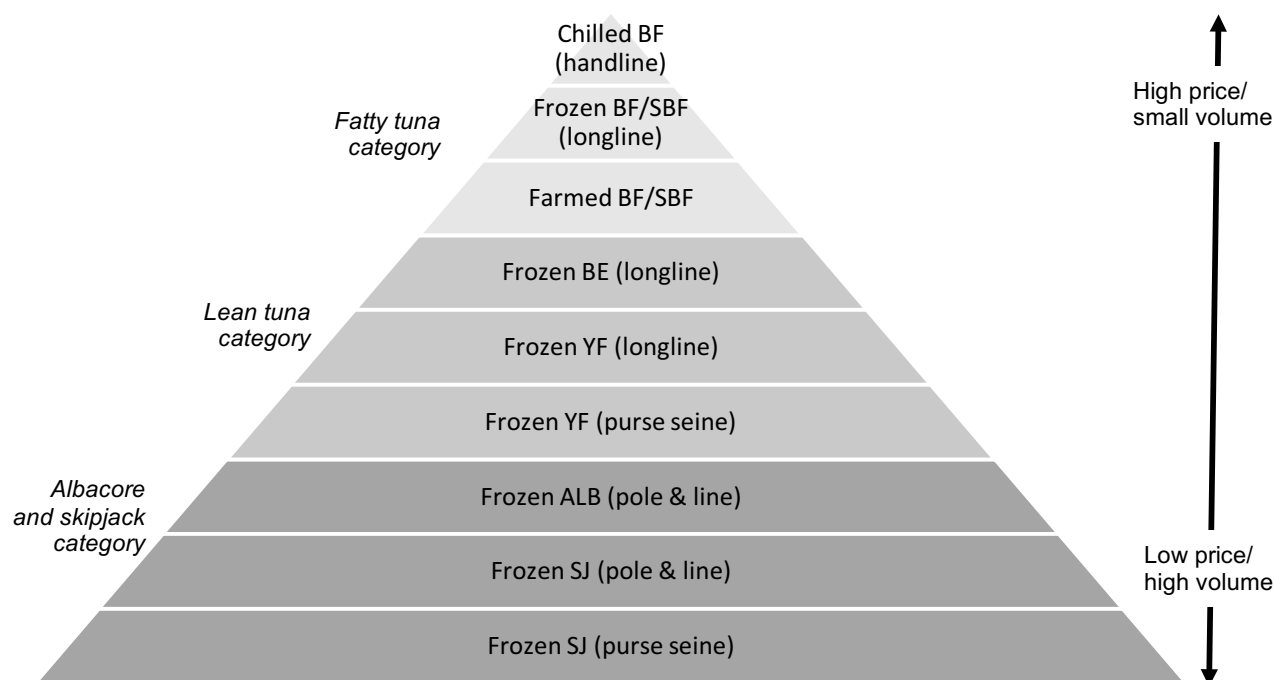 Chilled BF
(handline)
Frozen BF/SBF
(longline)
Farmed BF/SBF
Frozen BE (longline)
Frozen YF (longline)
Frozen YF (purse seine)
Frozen ALB (pole & line)
Frozen SJ (pole & line)
Frozen SJ (purse seine)
Fatty tuna
category
Lean tuna
category
Albacore
and skipjack
category
High price/
small volume
Low price/
high volume